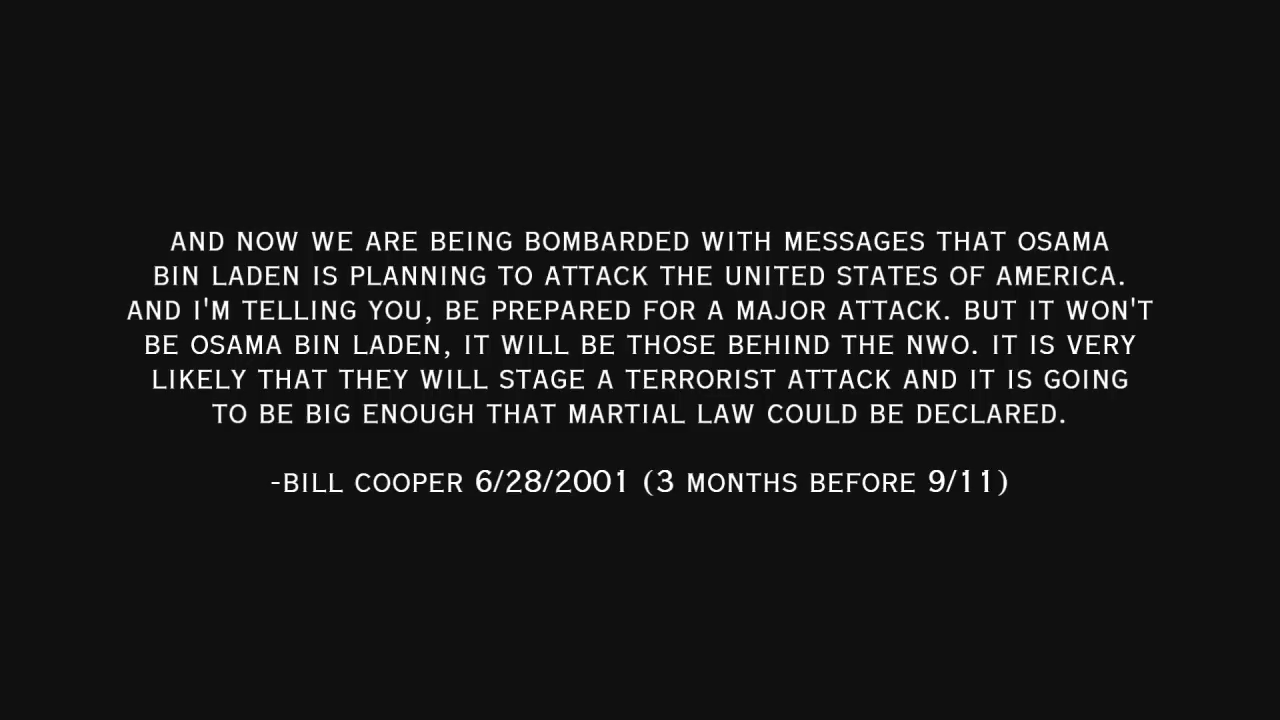 AND NOW WE ARE BEING BOMBARDED WITH MESSAGES THAT OSAMA
BIN LADEN IS PLANNING TO ATTACK THE UNITED STATES OF AMERICA.
AND I'M TELLING YOU, BE PREPARED FOR A MAJOR ATTACK. BUT IT WON'T
BE OSAMA BIN LADEN, IT WILL BE THOSE BEHIND THE NWO. IT IS VERY
LIKELY THAT THEY WILL STAGE A TERRORIST ATTACK AND IT IS GOING
TO BE BIG ENOUGH THAT MARTIAL LAW COULD BE DECLARED.
-BILL COOPER 6/28/2001 (3 MONTHS BEFORE 9/11)